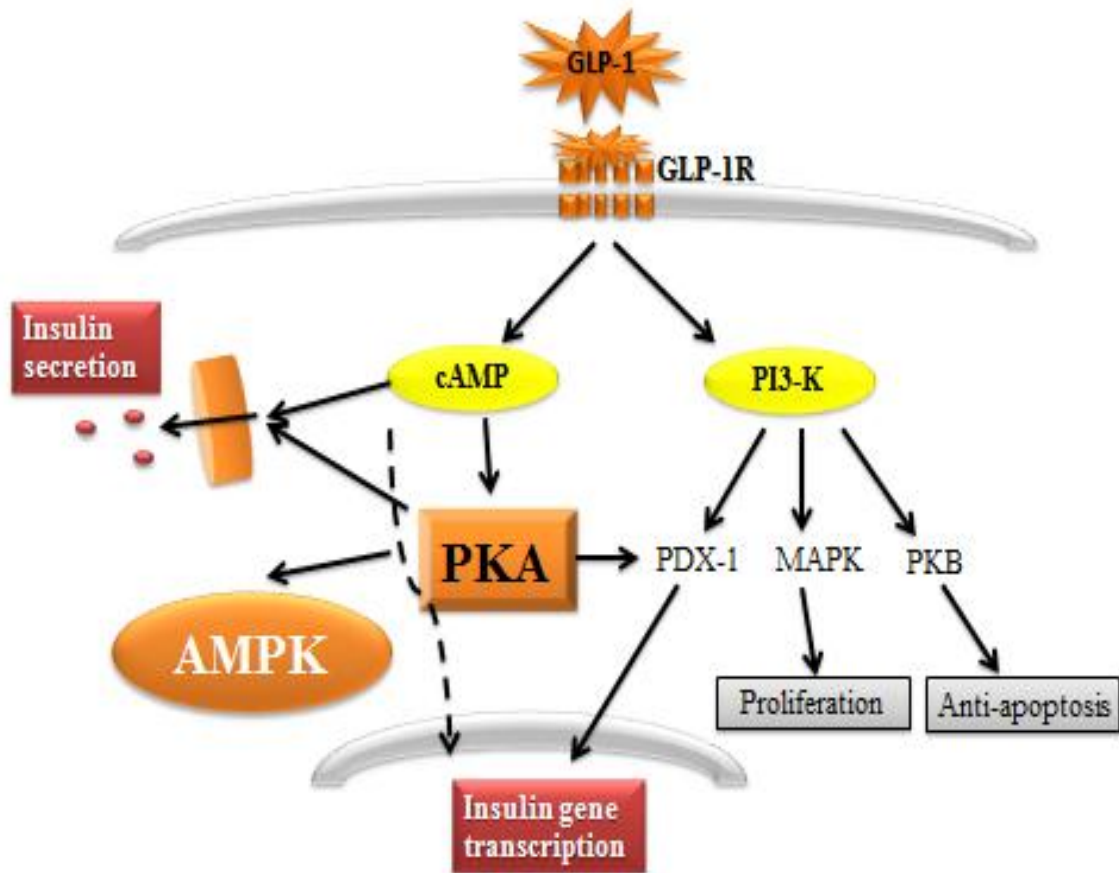 GLP-1
GLP-1R
Insulin
secretion
cAMP
PI3-K
PKA
PDX-1
MAPK
PKB
AMPK
Proliferation
Anti-apoptosis
Insulin gene
transcription